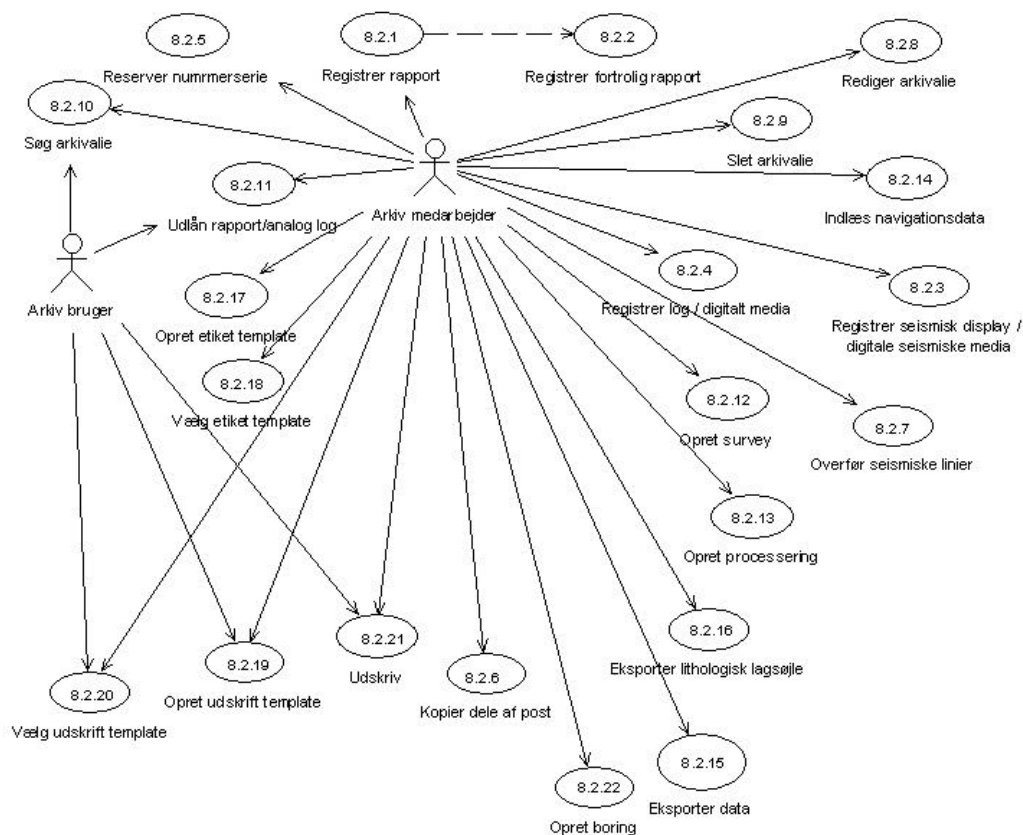 8.2.5
Reserver numrmerserie
8.2.1
Registrer rapport
8.2.2
Registrer fortrolig rapport
8.2.8
Rediger arkivalie
8.2.10
Søg arkivalie
8.2.9
Slet arkivalie
8.2.11
Udlån rapport/analog log
Arkiv medarbejder
8.2.14
Indlæs navigationsdata
Arkiv bruger
8.2.17
Opret etiket template
8.2.4
Registrer log / digitalt media
8.2.3
Registrer seismisk display /
digitale seismiske media
8.2.18
Vælg etiket template
8.2.12
Opret survey
8.2.7
Overfør seismiske linier
8.2.13
Opret processering
8.2.20
Vælg udskrift template
8.2.19
Opret udskrift template
8.2.21
Udskriv
8.2.6
Kopier dele af post
8.2.16
Eksporter lithologisk lagsøjle
8.2.15
Eksporter data
8.2.22
Opret boring